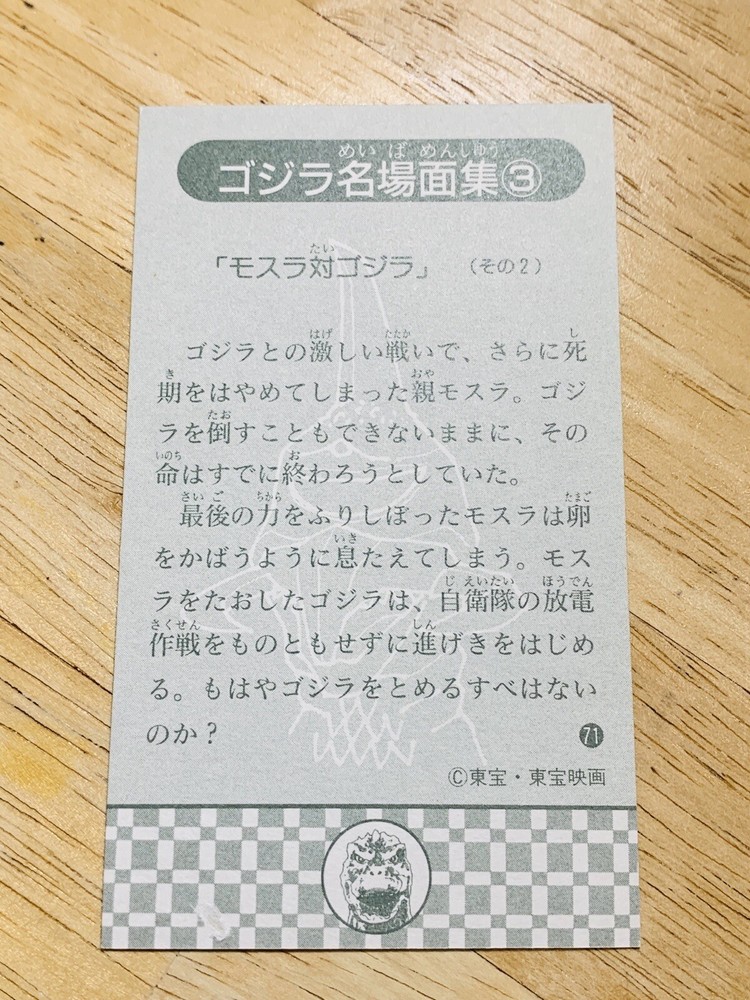 ゴジラ名場面集③
「モスラ対ゴジラ」 （その2）
ゴジラとの激しい戦いで、さらに死
期をはやめてしまった親モスラ。ゴジ
ラを倒すこともできないままに、その
命はすでに終わろうとしていた。
最後の力をふりしぼったモスラは卵
をかばうように息たえてしまう。モス
ラをたおしたゴジラは、自衛隊の放電
作戦をものともせずに進げきをはじめ
る。もはやゴジラをとめるすべはない
のか？
71
©東宝・東宝映画